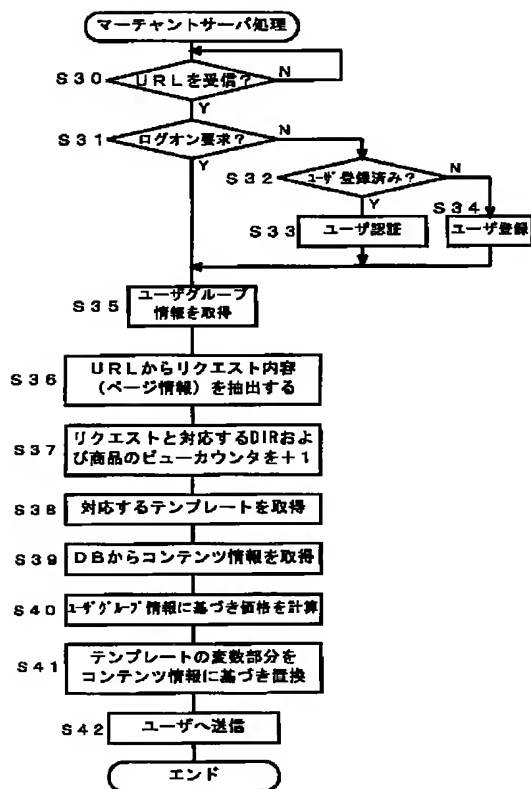 マーチャントサーバ処理
S30
URLを受信?
N
Y
S31
ログオン要求?
N
Y
S32
ユーザ登録済み?
N
Y
S33
ユーザ認証
S34
ユーザ登録
S35
ユーザグループ
情報を取得
S36
URLからリクエスト内容
(ページ情報)を抽出する
S37
リクエストと対応するDIRおよ
び商品のビューカウンタを+1
S38
対応するテンプレートを取得
S39
DBからコンテンツ情報を取得
S40
ユーザグループ情報に基づき価格を計算
S41
テンプレートの変数部分を
コンテンツ情報に基づき置換
S42
ユーザへ送信
エンド